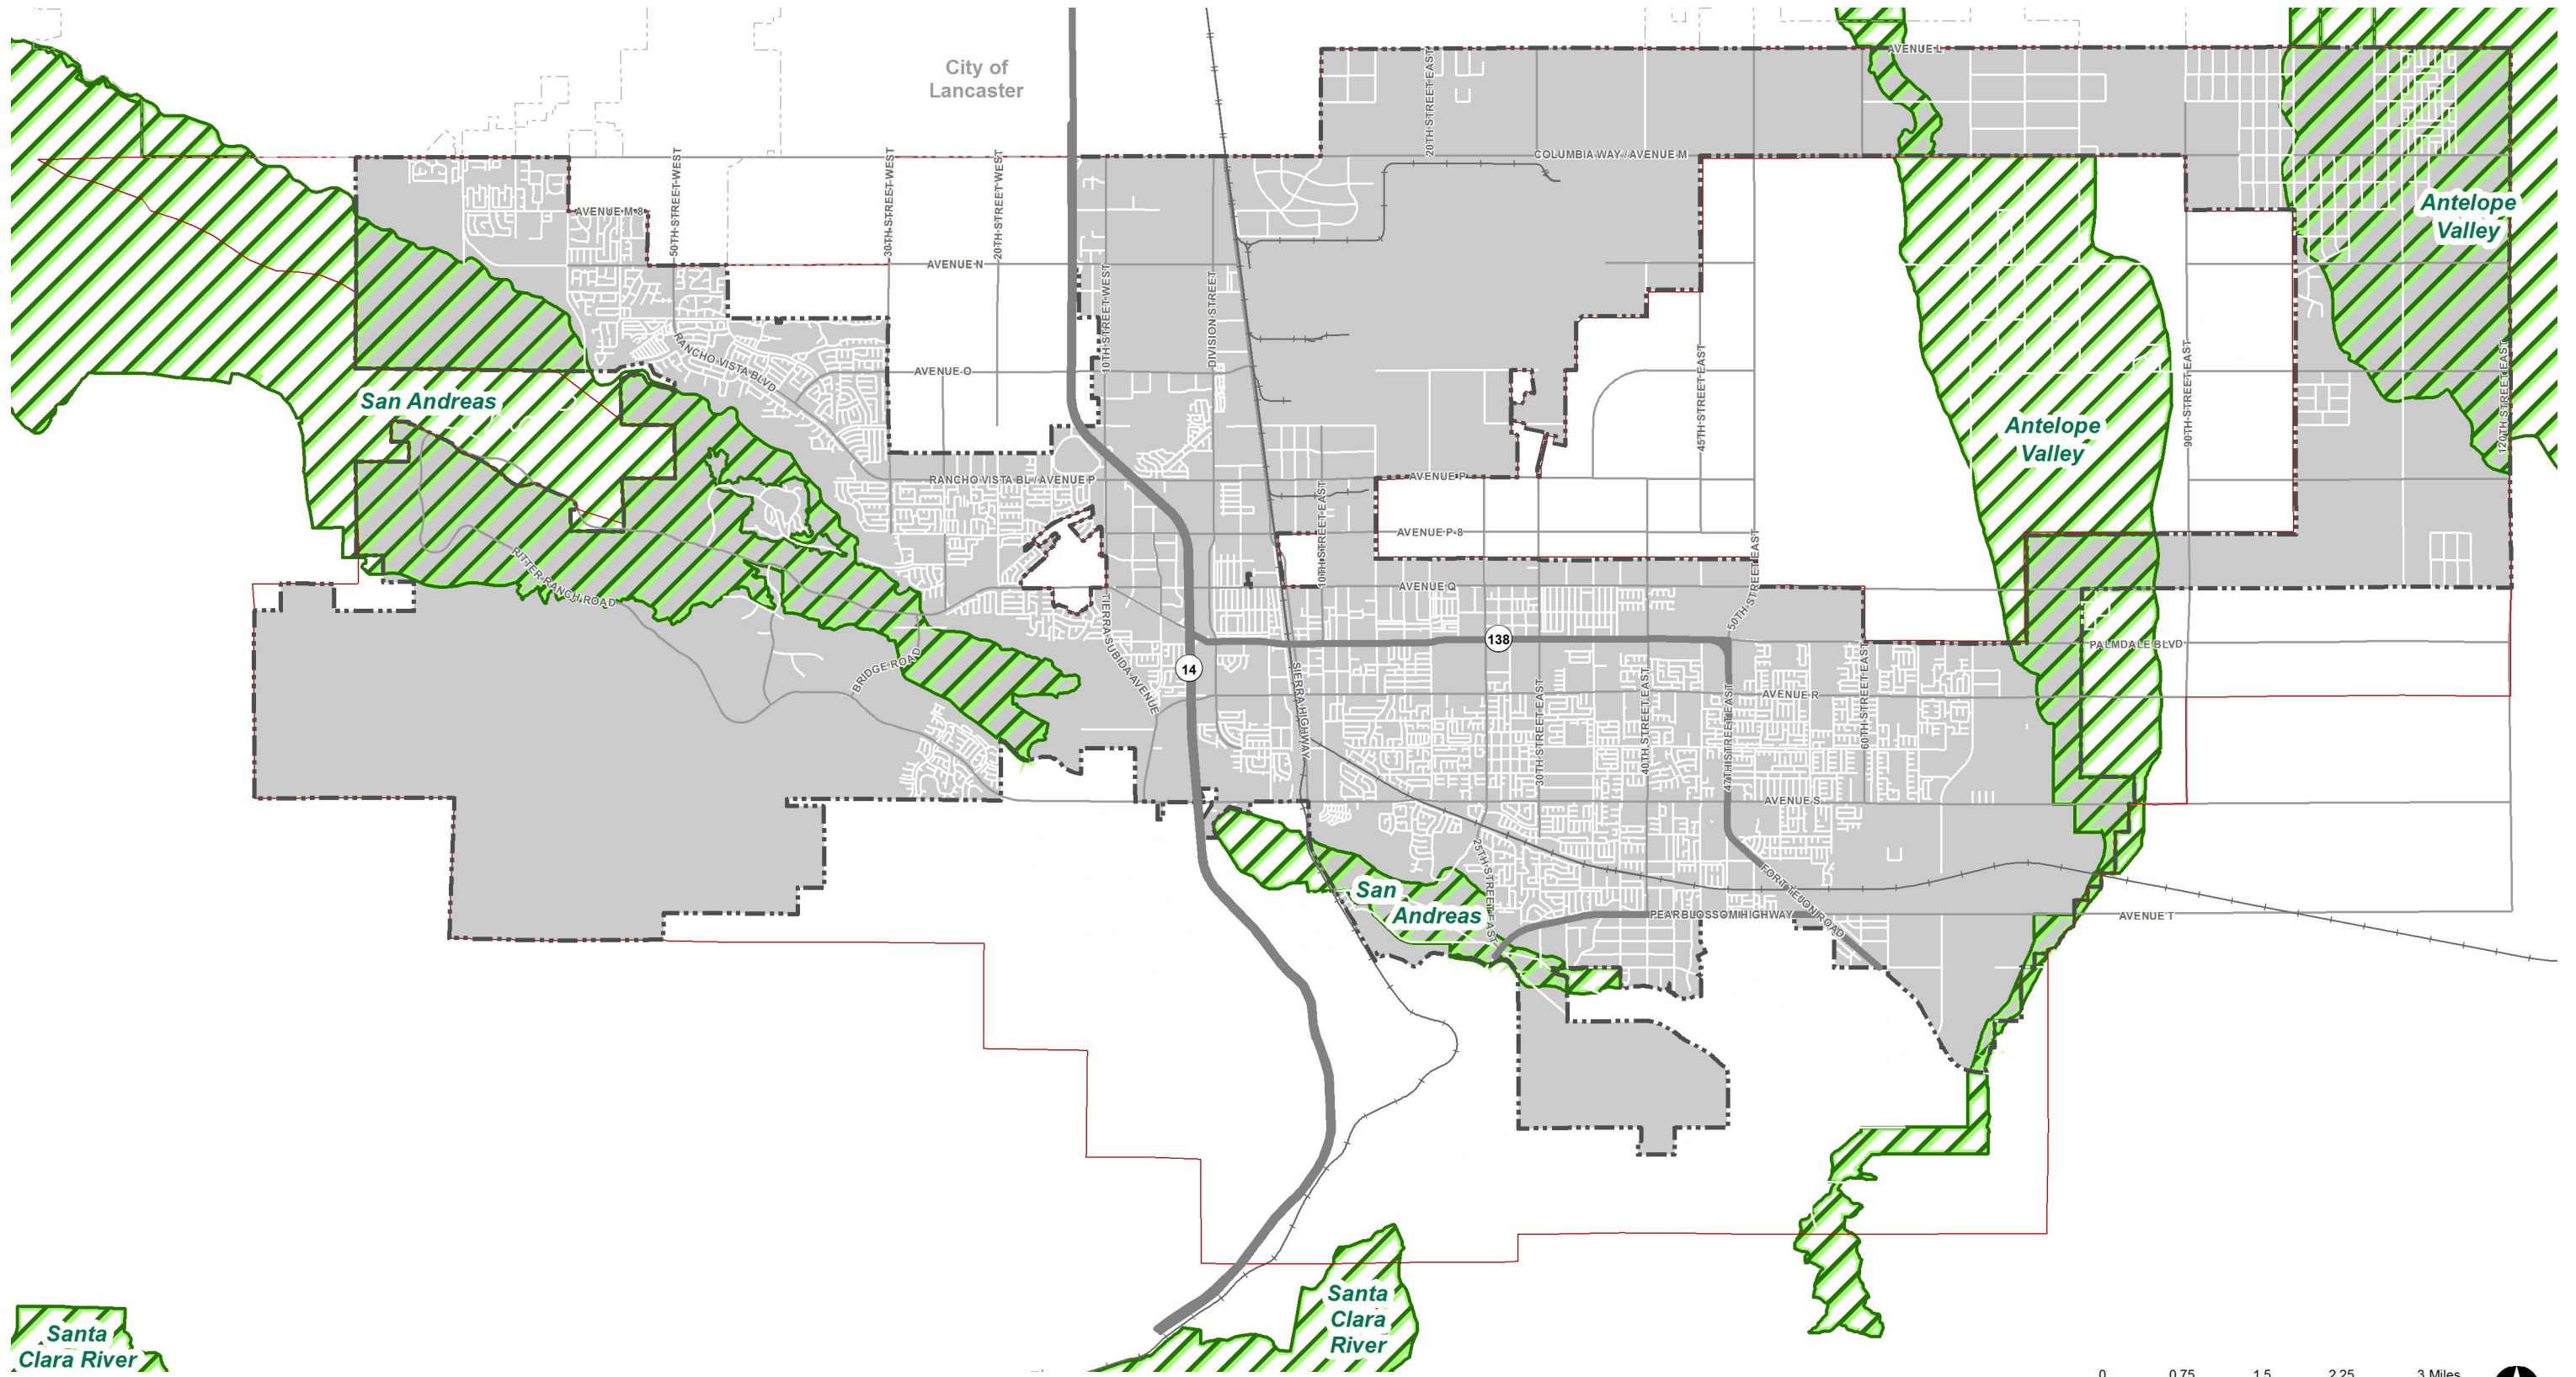 City of
Lancaster
AVENUE L
20TH STREET EAST
COLUMBIA WAY / AVENUE M
50TH STREET WEST
30TH STREET WEST
20TH STREET WEST
AVENUE M-8
Antelope
Valley
AVENUE N
10TH STREET WEST
DIVISION STREET
RANCHO VISTA BLVD
AVENUE O
45TH STREET EAST
90TH STREET EAST
120TH STREET EAST
San Andreas
Antelope
Valley
RANCHO VISTA BL / AVENUE P
AVENUE P
10TH STREET EAST
AVENUE P-8
RITTER RANCH ROAD
AVENUE Q
50TH STREET EAST
TIERRA SUBIDA AVENUE
138
14
PALMDALE BLVD
BRIDGE ROAD
SIERRA HIGHWAY
AVENUE R
30TH STREET EAST
40TH STREET EAST
47TH STREET EAST
60TH STREET EAST
AVENUE S
25TH STREET EAST
FORT TEJON ROAD
San
Andreas
PEARBLOSSOM HIGHWAY
AVENUE T
Santa
Clara
River
Santa
Clara River
0 0.75 1.5 2.25 3 Miles